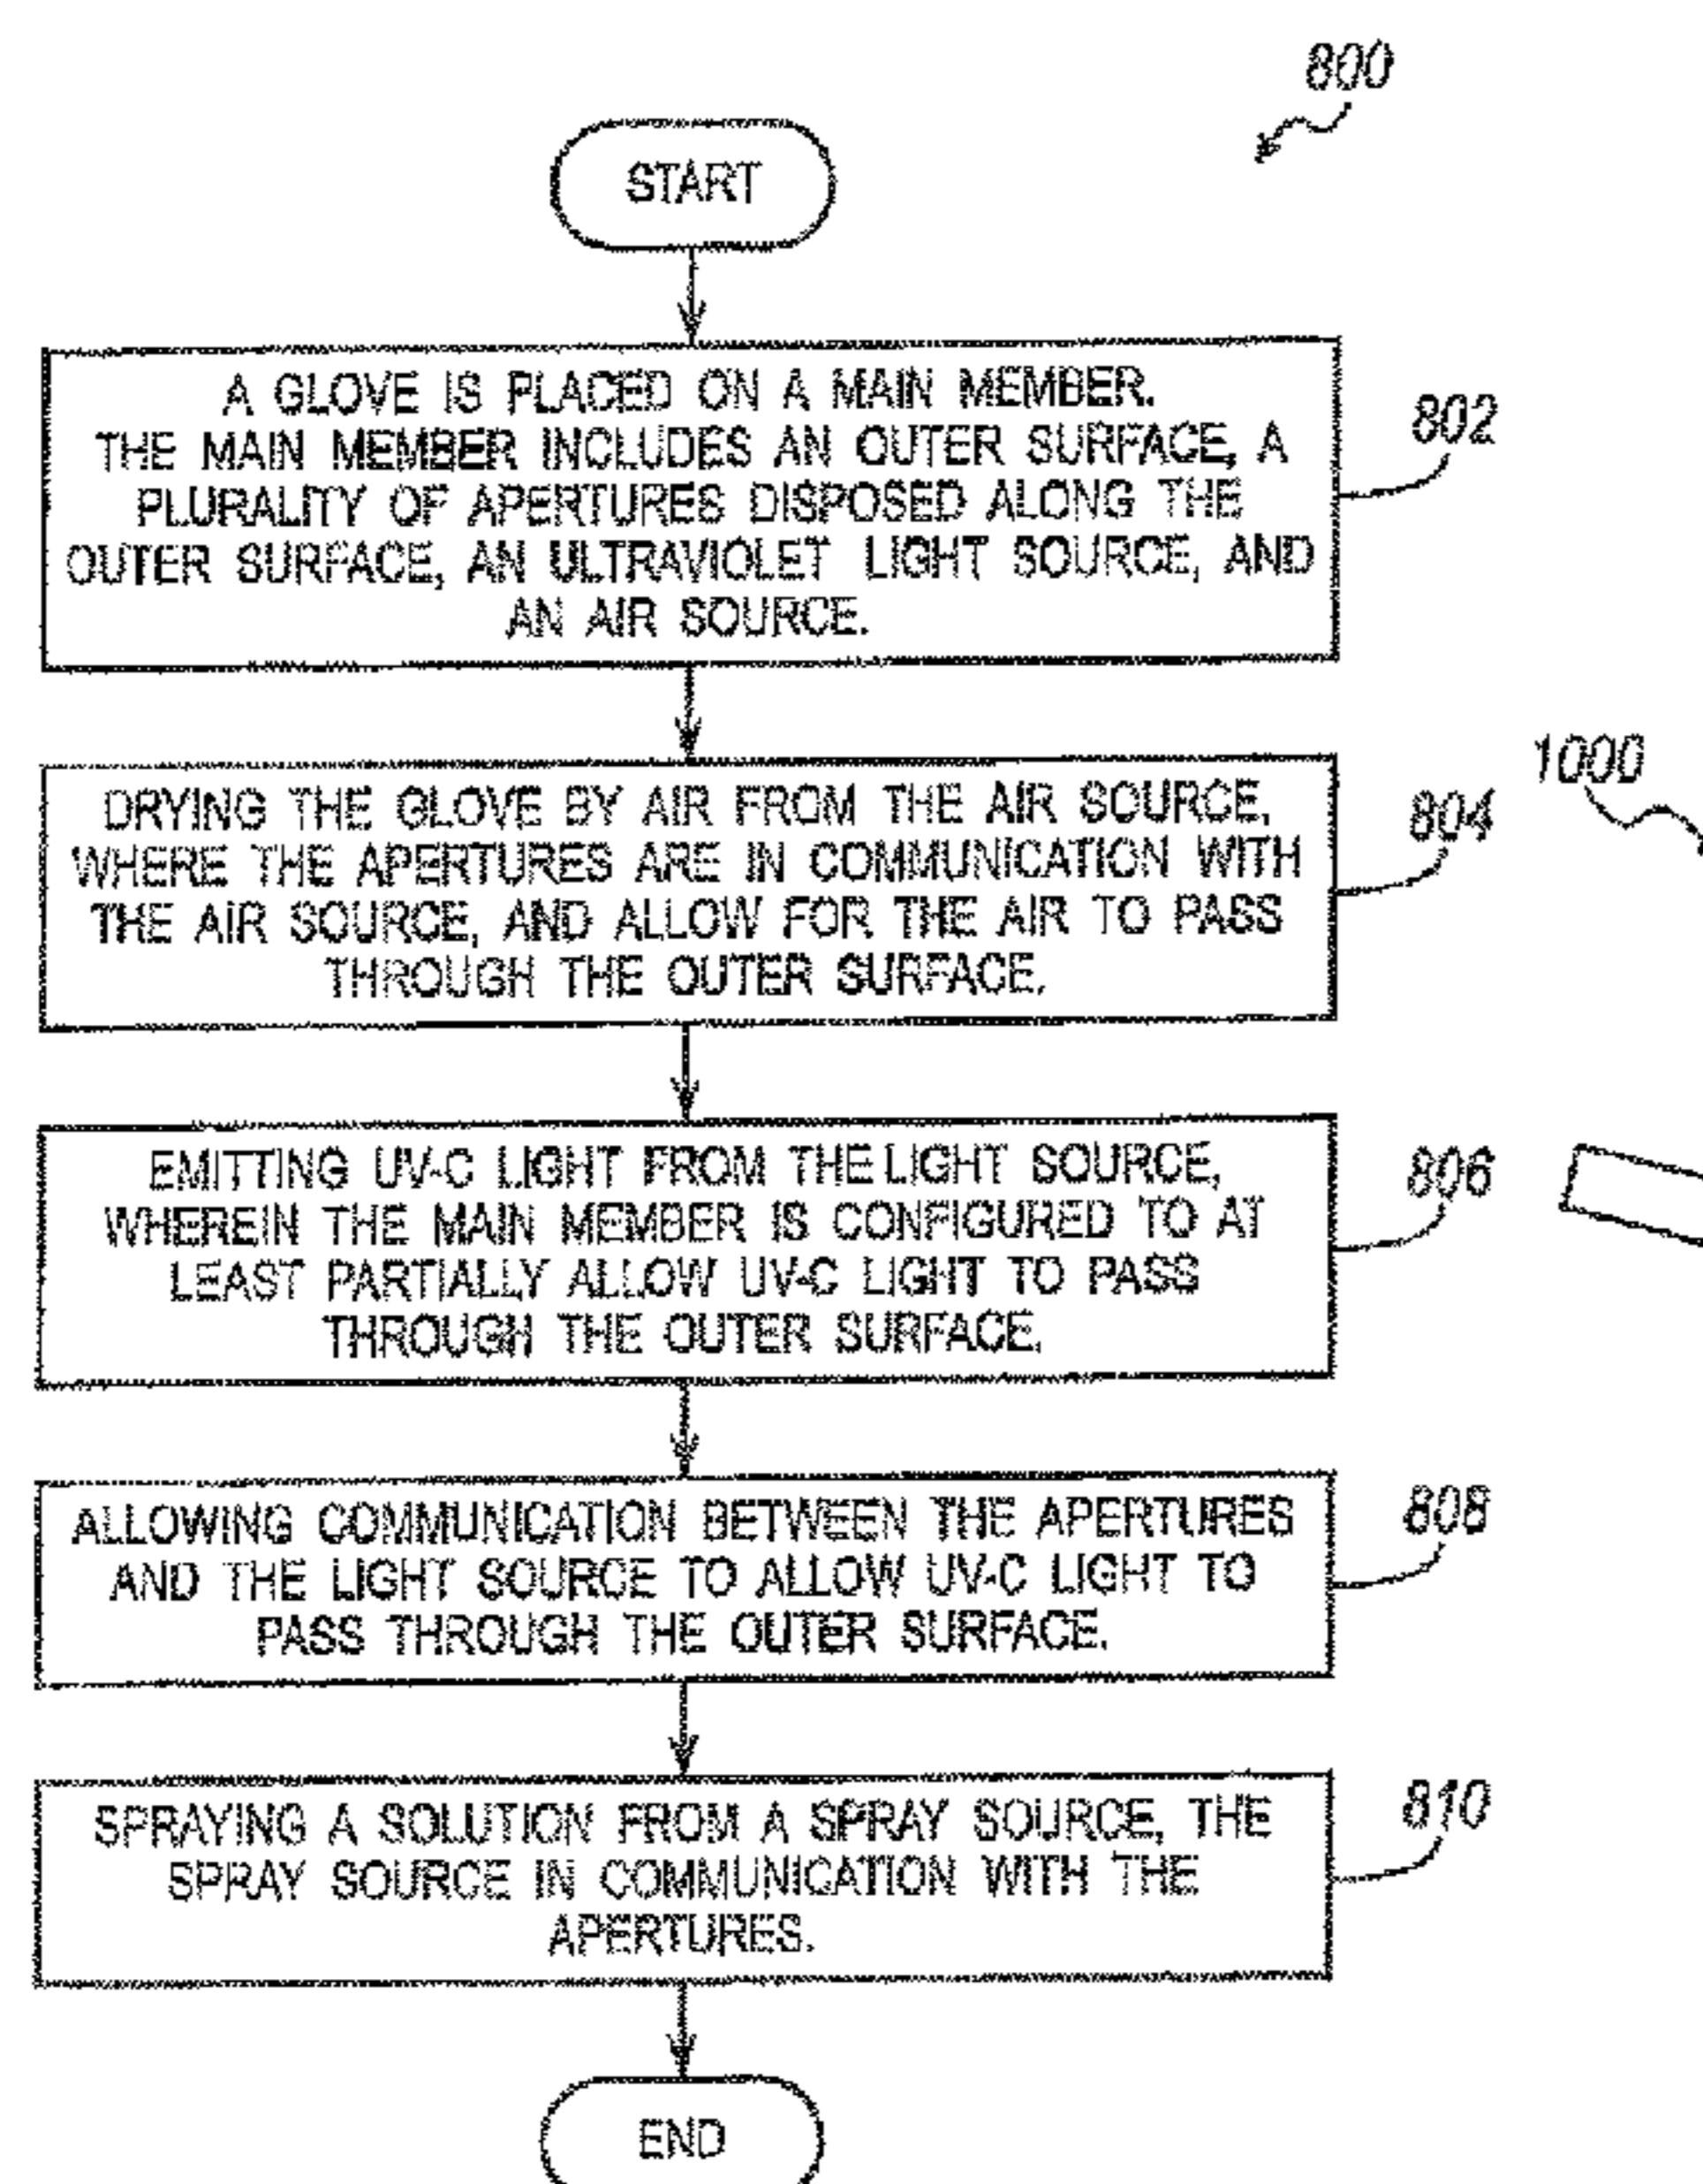 800
START
A GLOVE IS PLACED ON A MAIN MEMBER.
THE MAIN MEMBER INCLUDES AN OUTER SURFACE, A
PLURALITY OF APERTURES DISPOSED ALONG THE
OUTER SURFACE, AN ULTRAVIOLET LIGHT SOURCE, AND
AN AIR SOURCE.
802
DRYING THE GLOVE BY AIR FROM THE AIR SOURCE,
WHERE THE APERTURES ARE IN COMMUNICATION WITH
THE AIR SOURCE, AND ALLOW FOR THE AIR TO PASS
THROUGH THE OUTER SURFACE.
804
1000
EMITTING UV-C LIGHT FROM THE LIGHT SOURCE,
WHEREIN THE MAIN MEMBER IS CONFIGURED TO AT
LEAST PARTIALLY ALLOW UV-C LIGHT TO PASS
THROUGH THE OUTER SURFACE.
806
ALLOWING COMMUNICATION BETWEEN THE APERTURES
AND THE LIGHT SOURCE TO ALLOW UV-C LIGHT TO
PASS THROUGH THE OUTER SURFACE.
808
SPRAYING A SOLUTION FROM A SPRAY SOURCE, THE
SPRAY SOURCE IN COMMUNICATION WITH THE
APERTURES.
810
END